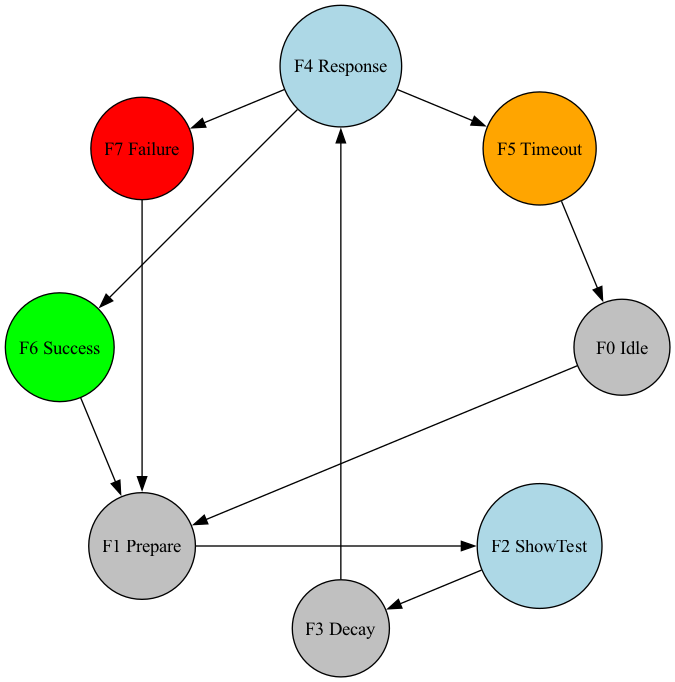 F4 Response
F7 Failure
F5 Timeout
F6 Success
F0 Idle
F1 Prepare
F2 ShowTest
F3 Decay